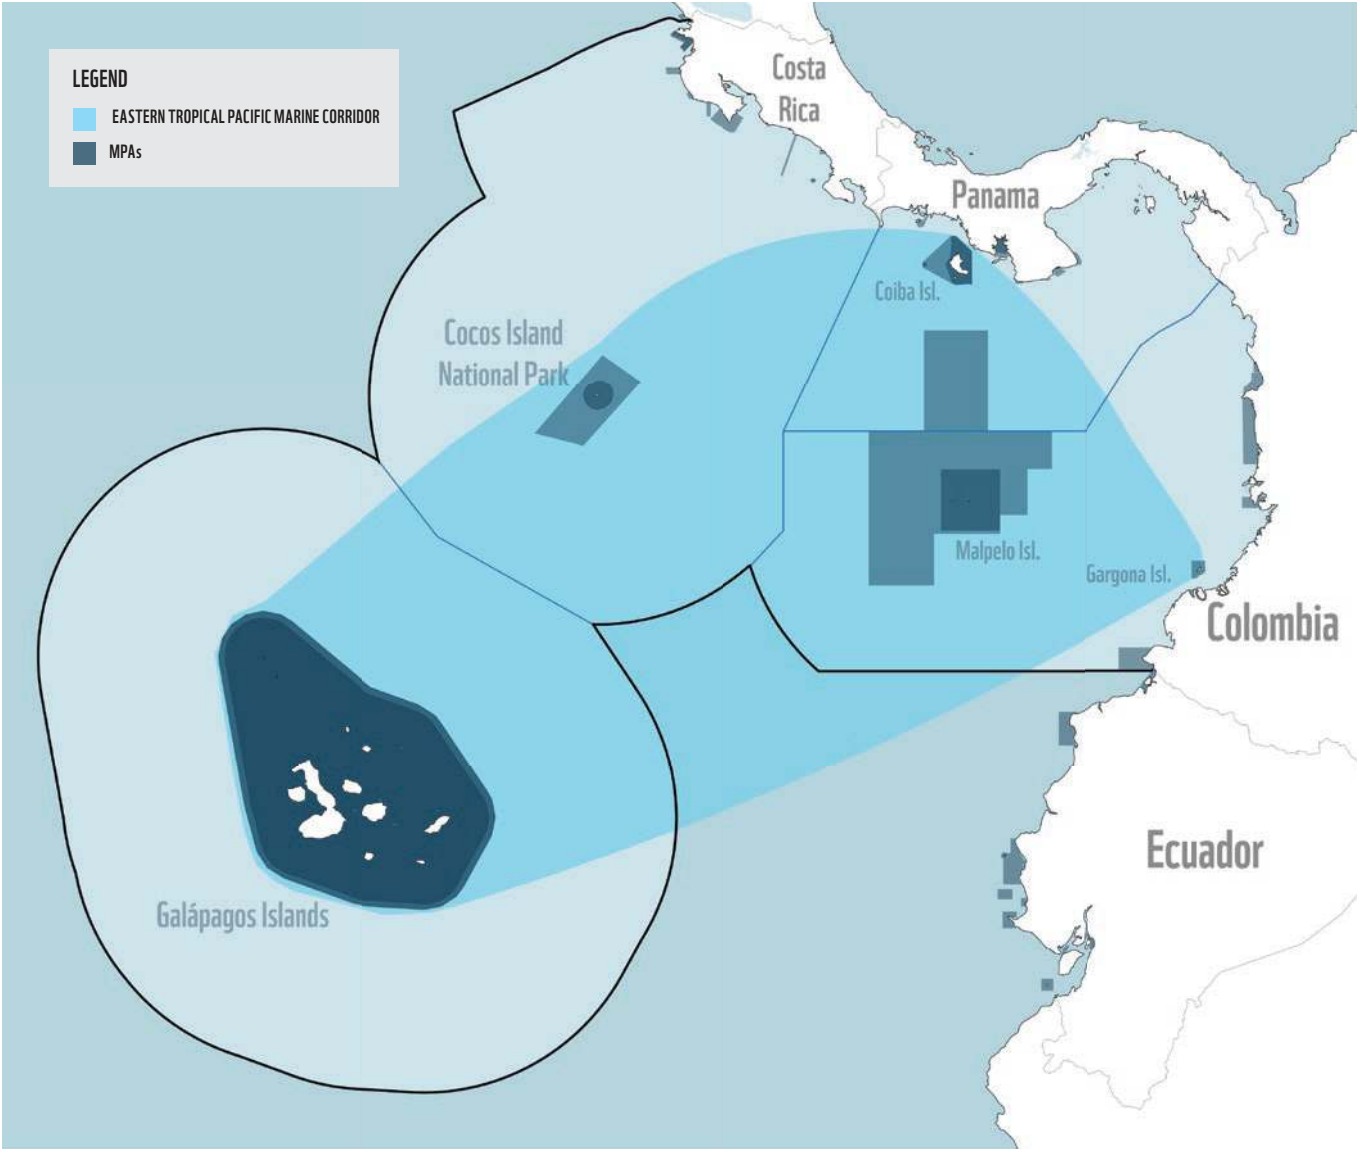 LEGEND
EASTERN TROPICAL PACIFIC MARINE CORRIDOR
MPAs
Costa
Rica
Panama
Coiba Isl.
Cocos Island
National Park
Malpelo Isl.
Gargona Isl.
Colombia
Ecuador
Galápagos Islands